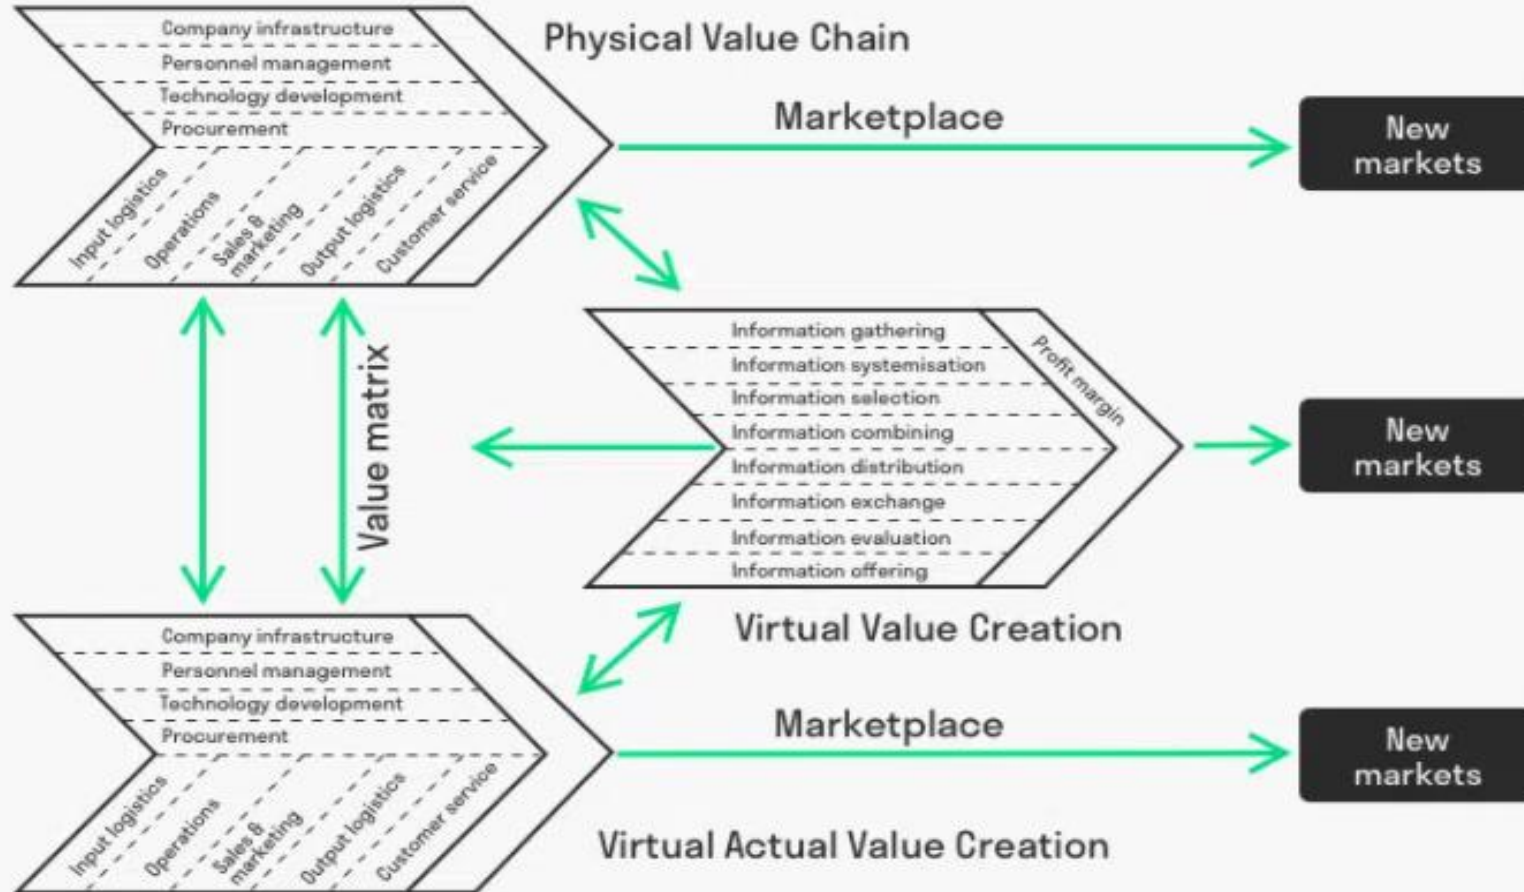 Company infrastructure
Physical Value Chain
Personnel management
Technology development
Procurement
Marketplace
New
markets
Input logistics
Operations
Sales &
marketing
Output logistics
Customer service
Value matrix
Information gathering
Information systemisation
Information selection
Information combining
Information distribution
Information exchange
Information evaluation
Information offering
Profit margin
New
markets
Virtual Value Creation
Company infrastructure
Personnel management
Technology development
Procurement
Marketplace
New
markets
Input logistics
Operations
Sales &
marketing
Output logistics
Customer service
Virtual Actual Value Creation